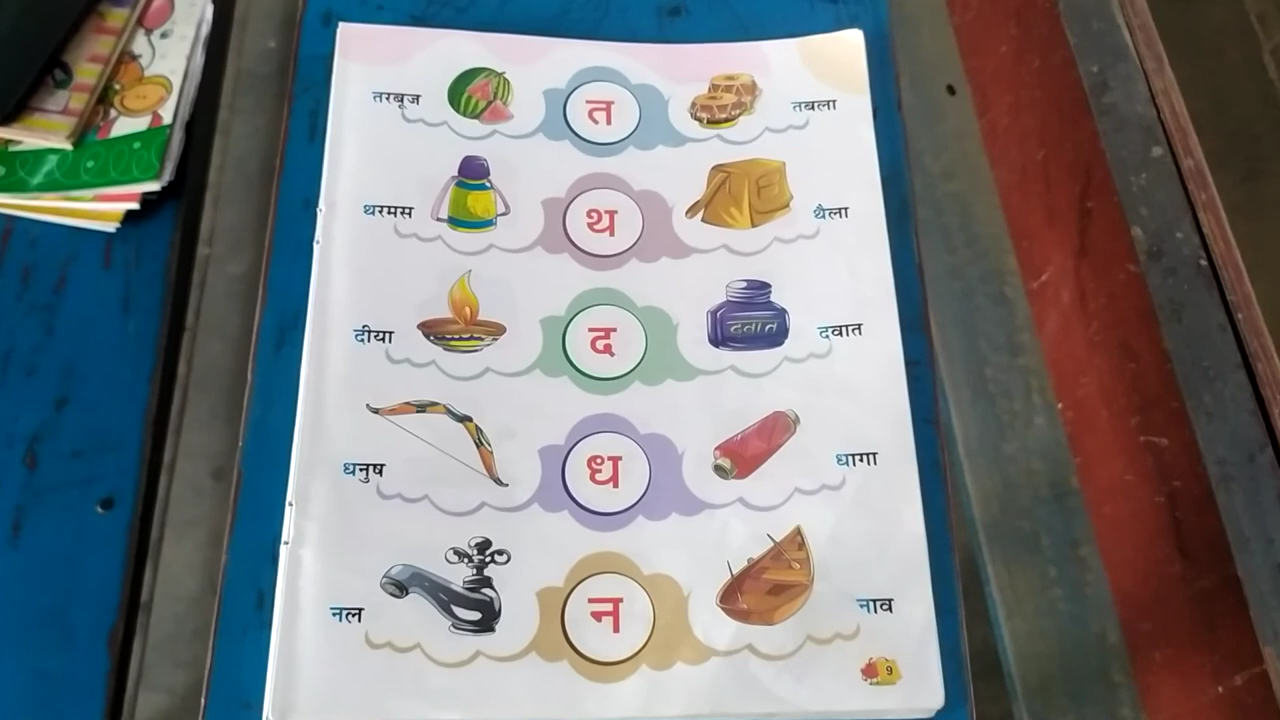 तरबूज त तबला
थरमस थ थैला
दीया द दवात दवात
धनुष ध धागा
नल न नाव
9